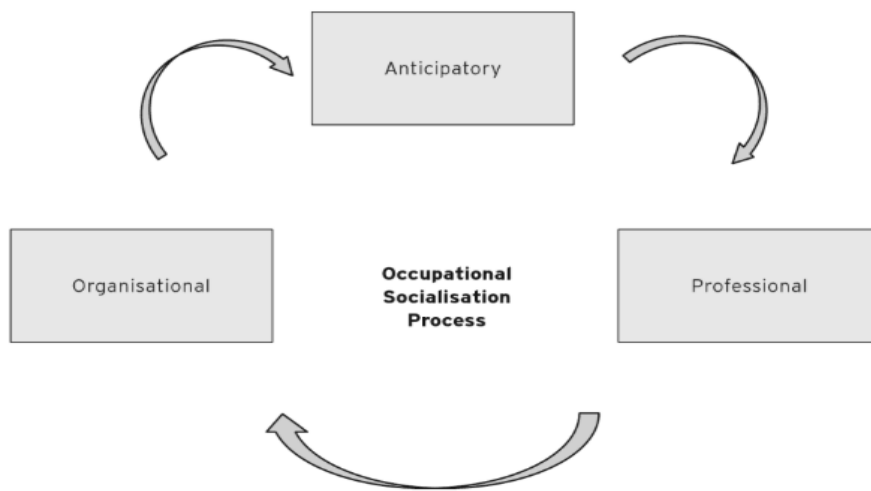 Anticipatory
Organisational
Occupational
Socialisation
Process
Professional